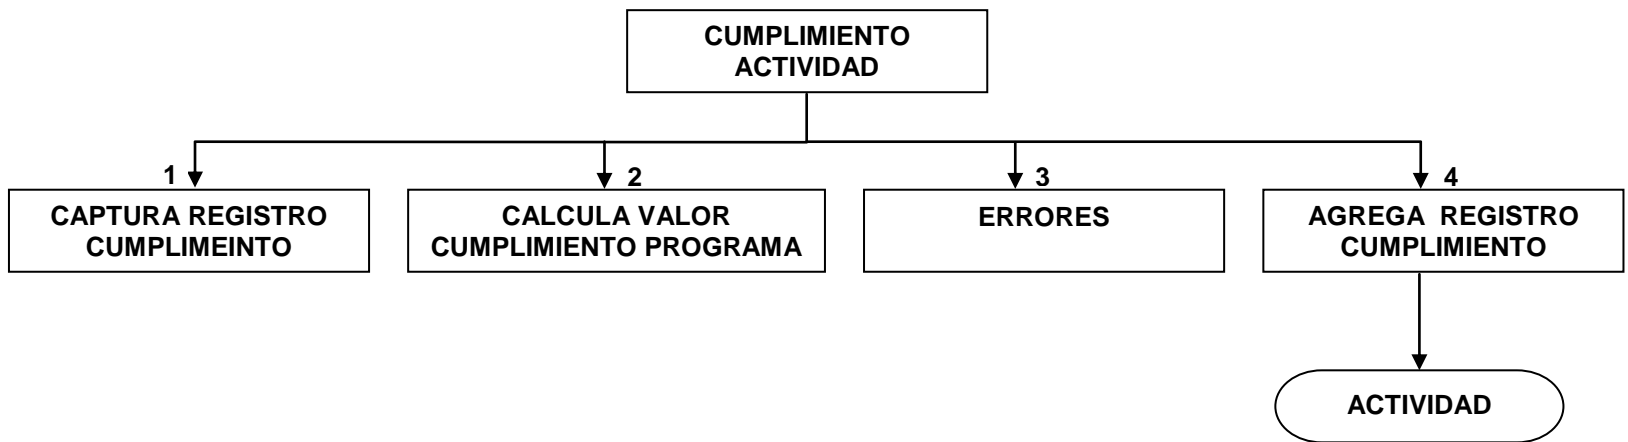 CUMPLIMIENTO
ACTIVIDAD
1
2
3
4
CAPTURA REGISTRO
CUMPLIMEINTO
CALCULA VALOR
CUMPLIMIENTO PROGRAMA
ERRORES
AGREGA REGISTRO
CUMPLIMIENTO
ACTIVIDAD